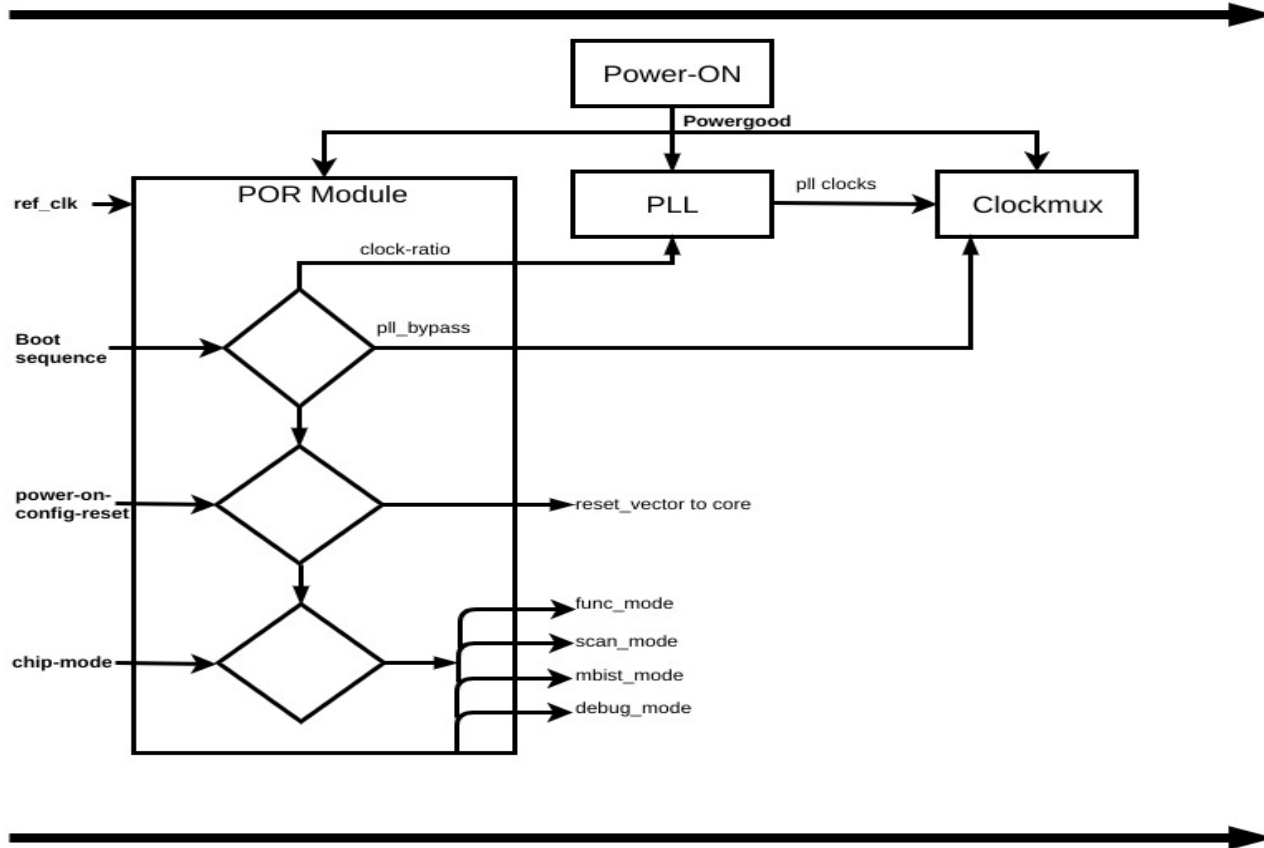 Power-ON
Powergood
POR Module
ref_clk
PLL
pll clocks
Clockmux
clock-ratio
pll_bypass
Boot
sequence
power-on-
config-reset
reset_vector to core
func_mode
scan_mode
chip-mode
mbist_mode
debug_mode